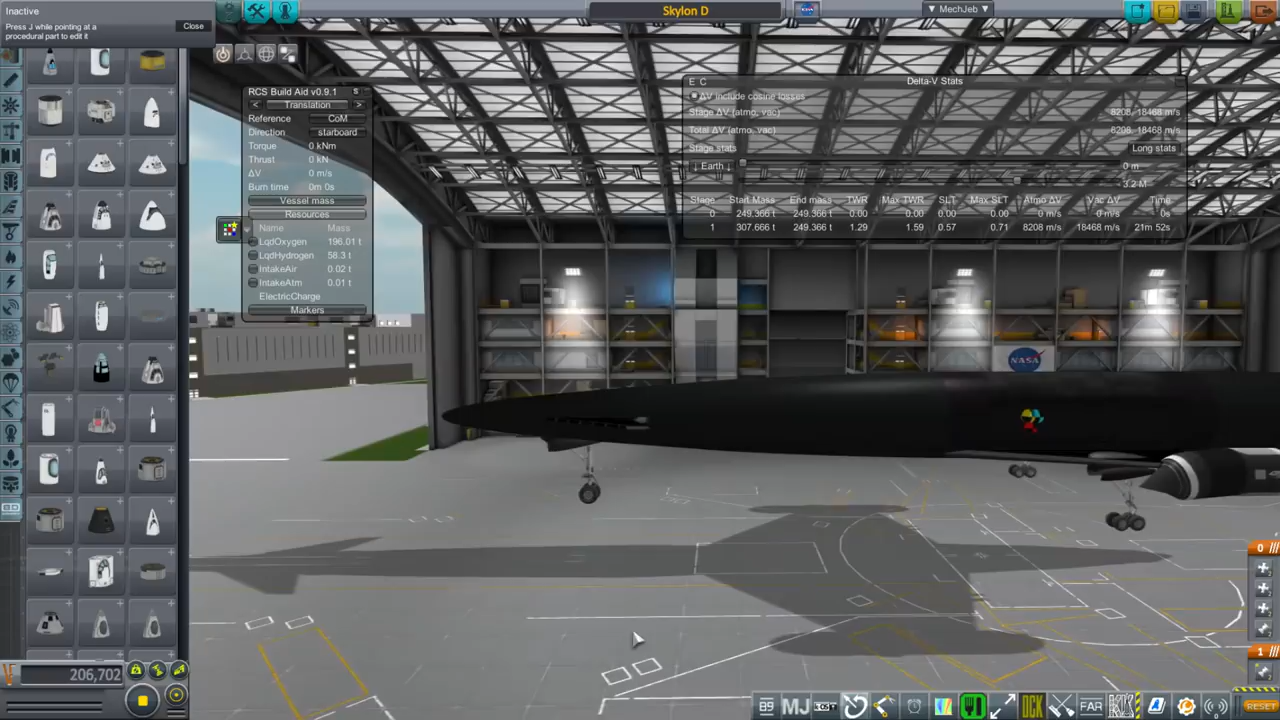 Inactive
Press J while pointing at a
procedural part to edit it
Close
Skylon D
▼ MechJeb ▼
RCS Build Aid v0.9.1
S
<
Translation
>
Reference
CoM
Direction
starboard
Torque
0 kNm
Thrust
0 kN
ΔV
0 m/s
Burn time
0m 0s
Vessel mass
Resources
Name
Mass
LqdOxygen
196.01 t
LqdHydrogen
58.3 t
IntakeAir
0.02 t
IntakeAtm
0.01 t
ElectricCharge
Markers
E C
Delta-V Stats
ΔV include cosine losses
Stage ΔV (atmo, vac)
8208, 18468 m/s
Total ΔV (atmo, vac)
8208, 18468 m/s
Stage stats
Long stats
↓ Earth ↓
0 m
3.2 M
Stage Start Mass End mass TWR Max TWR SLT Max SLT Atmo ΔV Vac ΔV Time
0 249.366 t 249.366 t 0.00 0.00 0.00 0.00 0 m/s 0 m/s 0s
1 307.666 t 249.366 t 1.29 1.59 0.57 0.71 8208 m/s 18468 m/s 21m 52s
NASA
0
1
206,702
MJ
DCK
FAR
RESET